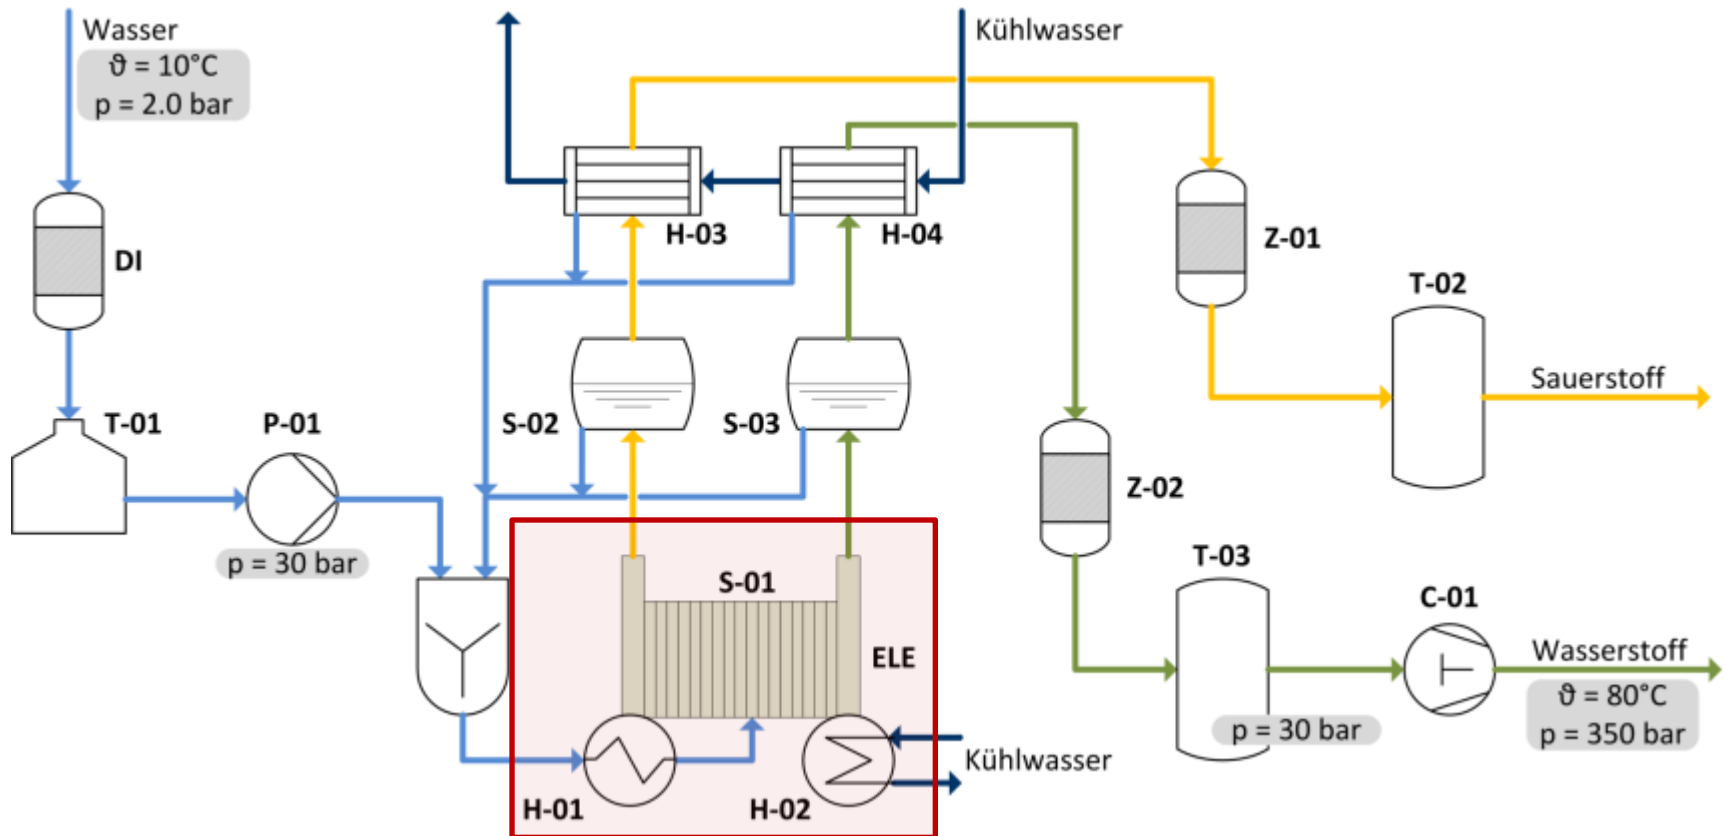 Wasser
ϑ = 10°C
p = 2.0 bar
Kühlwasser
H-03
H-04
DI
Z-01
T-02
Sauerstoff
T-01
P-01
S-02
S-03
Z-02
p = 30 bar
S-01
T-03
C-01
ELE
Wasserstoff
ϑ = 80°C
p = 350 bar
p = 30 bar
Kühlwasser
H-01
H-02